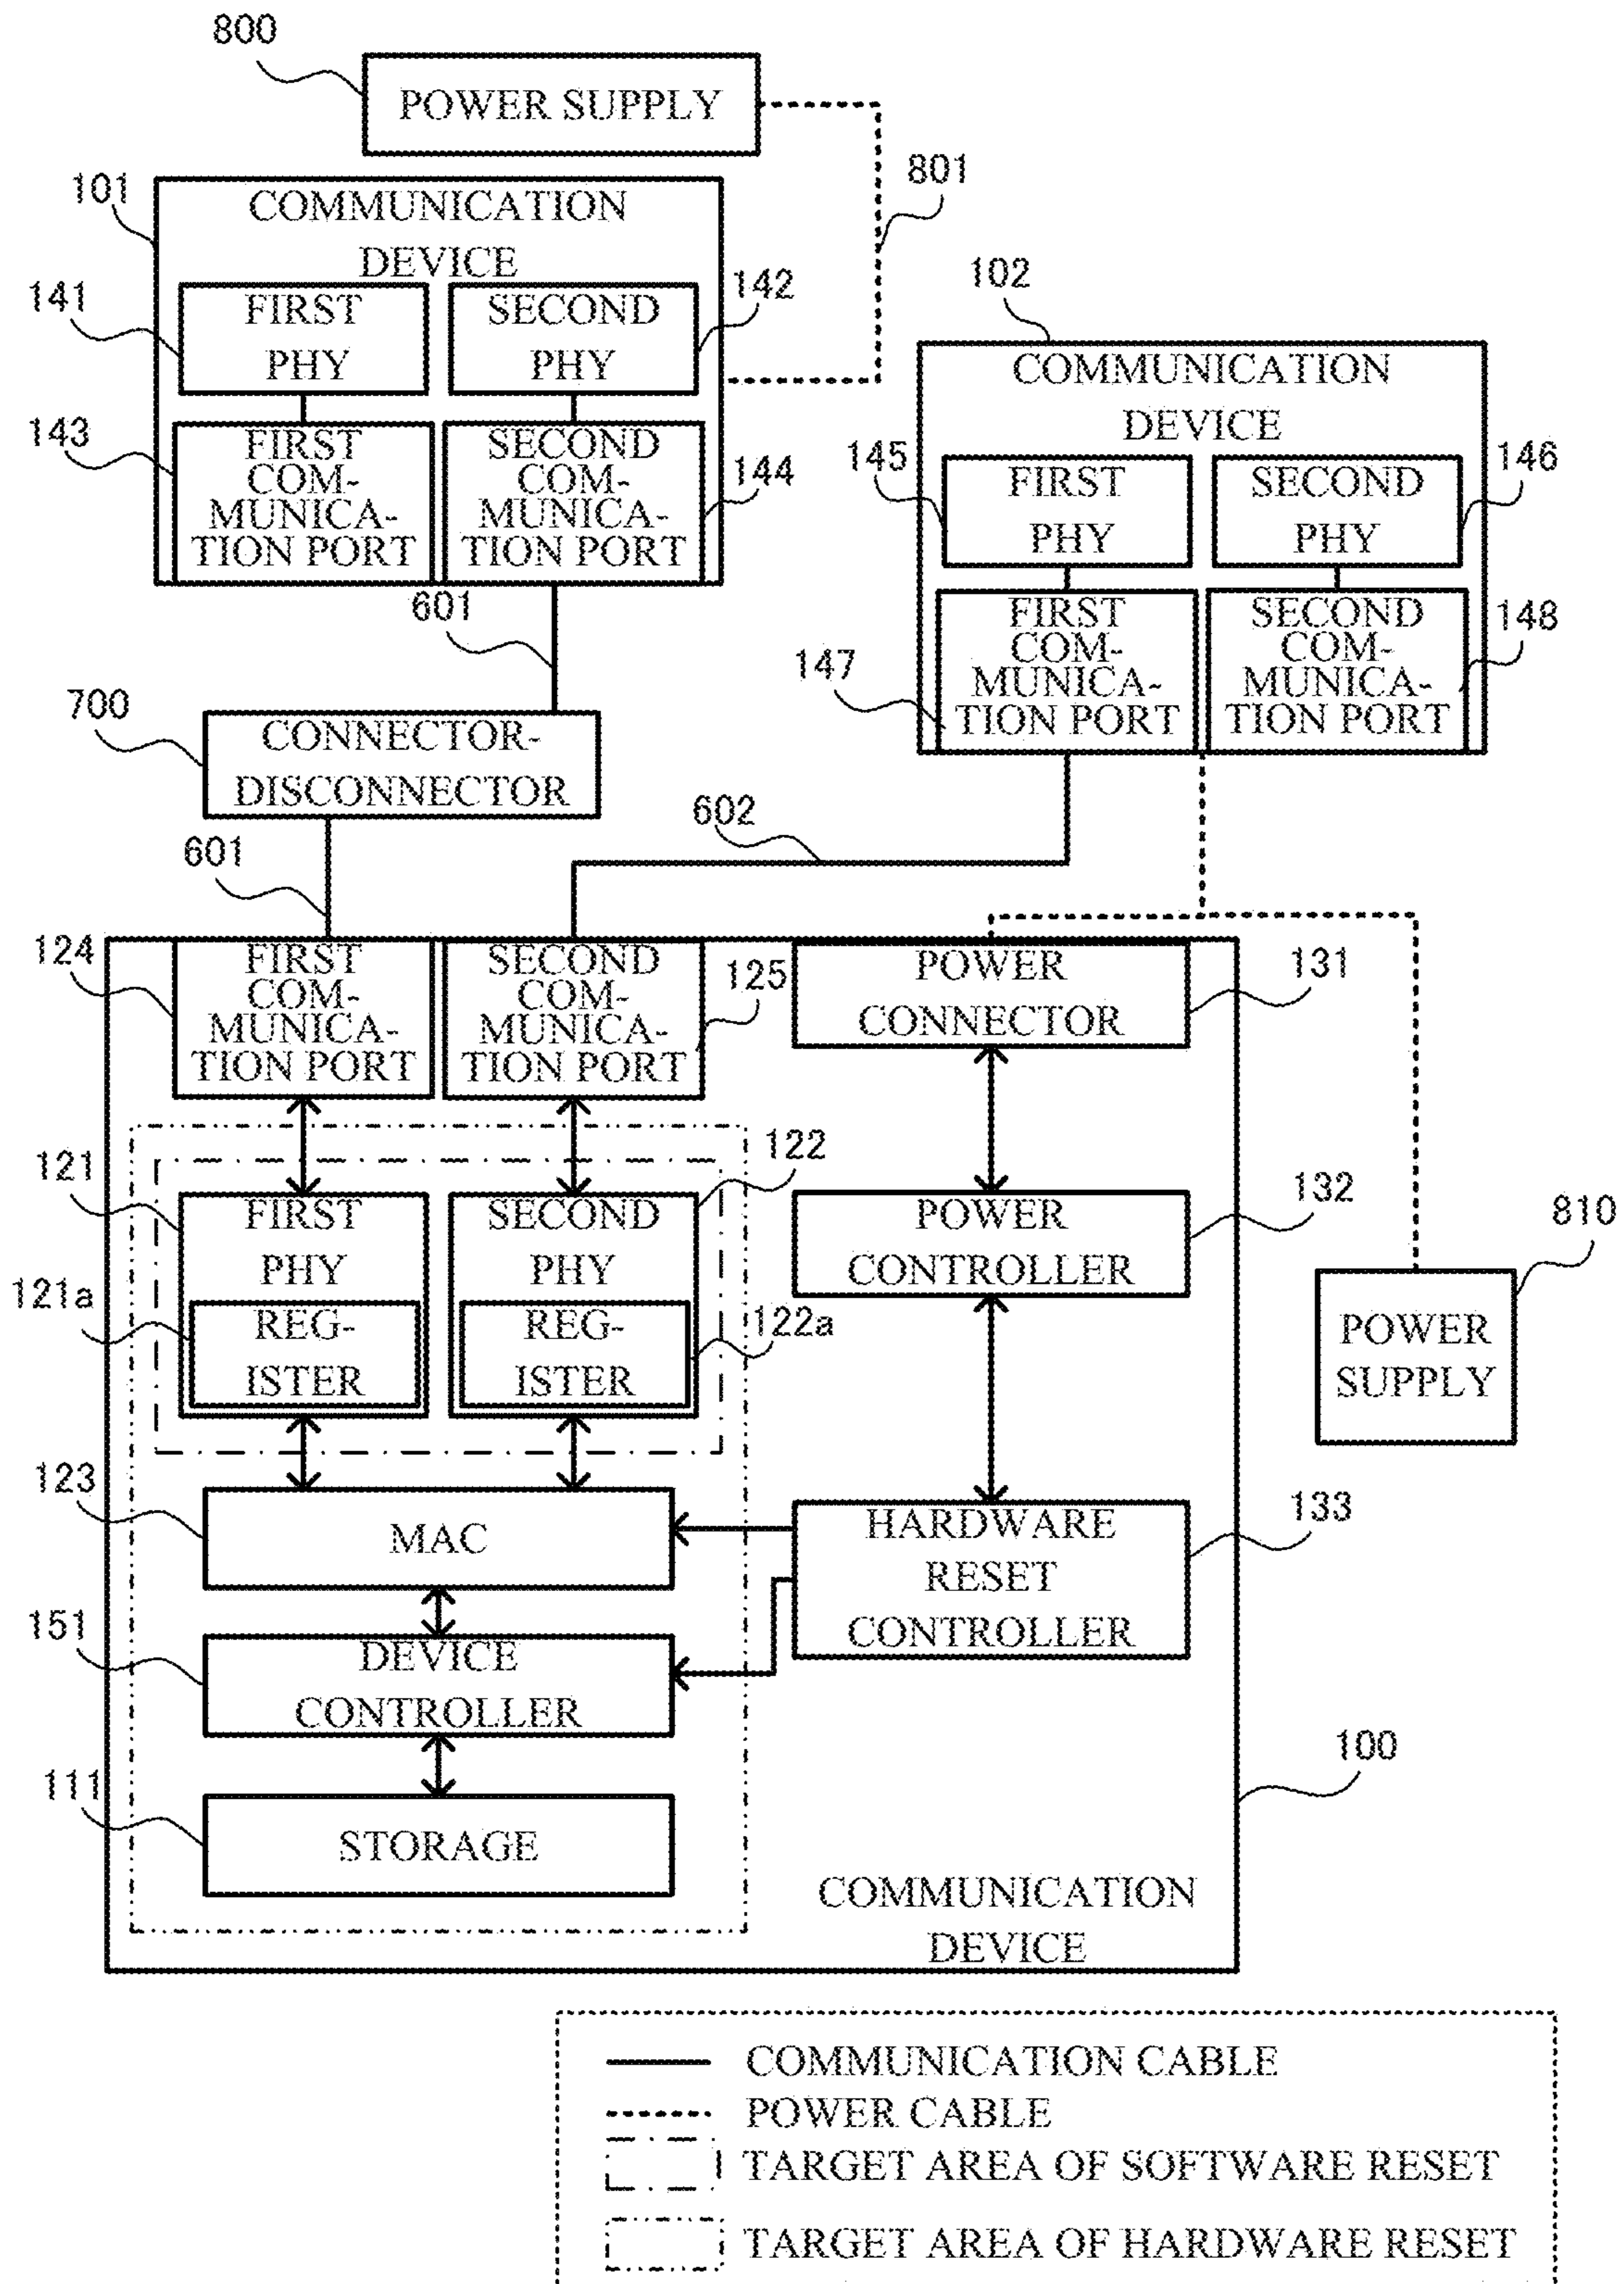 800
POWER SUPPLY
801
101
COMMUNICATION
DEVICE
141
FIRST
PHY
SECOND
PHY
142
143
FIRST
COM-
MUNICA-
TION PORT
SECOND
COM-
MUNICA-
TION PORT
144
102
COMMUNICATION
DEVICE
145
FIRST
PHY
SECOND
PHY
146
147
FIRST
COM-
MUNICA-
TION PORT
SECOND
COM-
MUNICA-
TION PORT
148
601
700
CONNECTOR-
DISCONNECTOR
601
602
124
FIRST
COM-
MUNICA-
TION PORT
SECOND
COM-
MUNICA-
TION PORT
125
POWER
CONNECTOR
131
121
FIRST
PHY
121a
REG-
ISTER
SECOND
PHY
122
REG-
ISTER
122a
POWER
CONTROLLER
132
810
POWER
SUPPLY
123
MAC
HARDWARE
RESET
CONTROLLER
133
151
DEVICE
CONTROLLER
111
STORAGE
100
COMMUNICATION
DEVICE
COMMUNICATION CABLE
POWER CABLE
TARGET AREA OF SOFTWARE RESET
TARGET AREA OF HARDWARE RESET